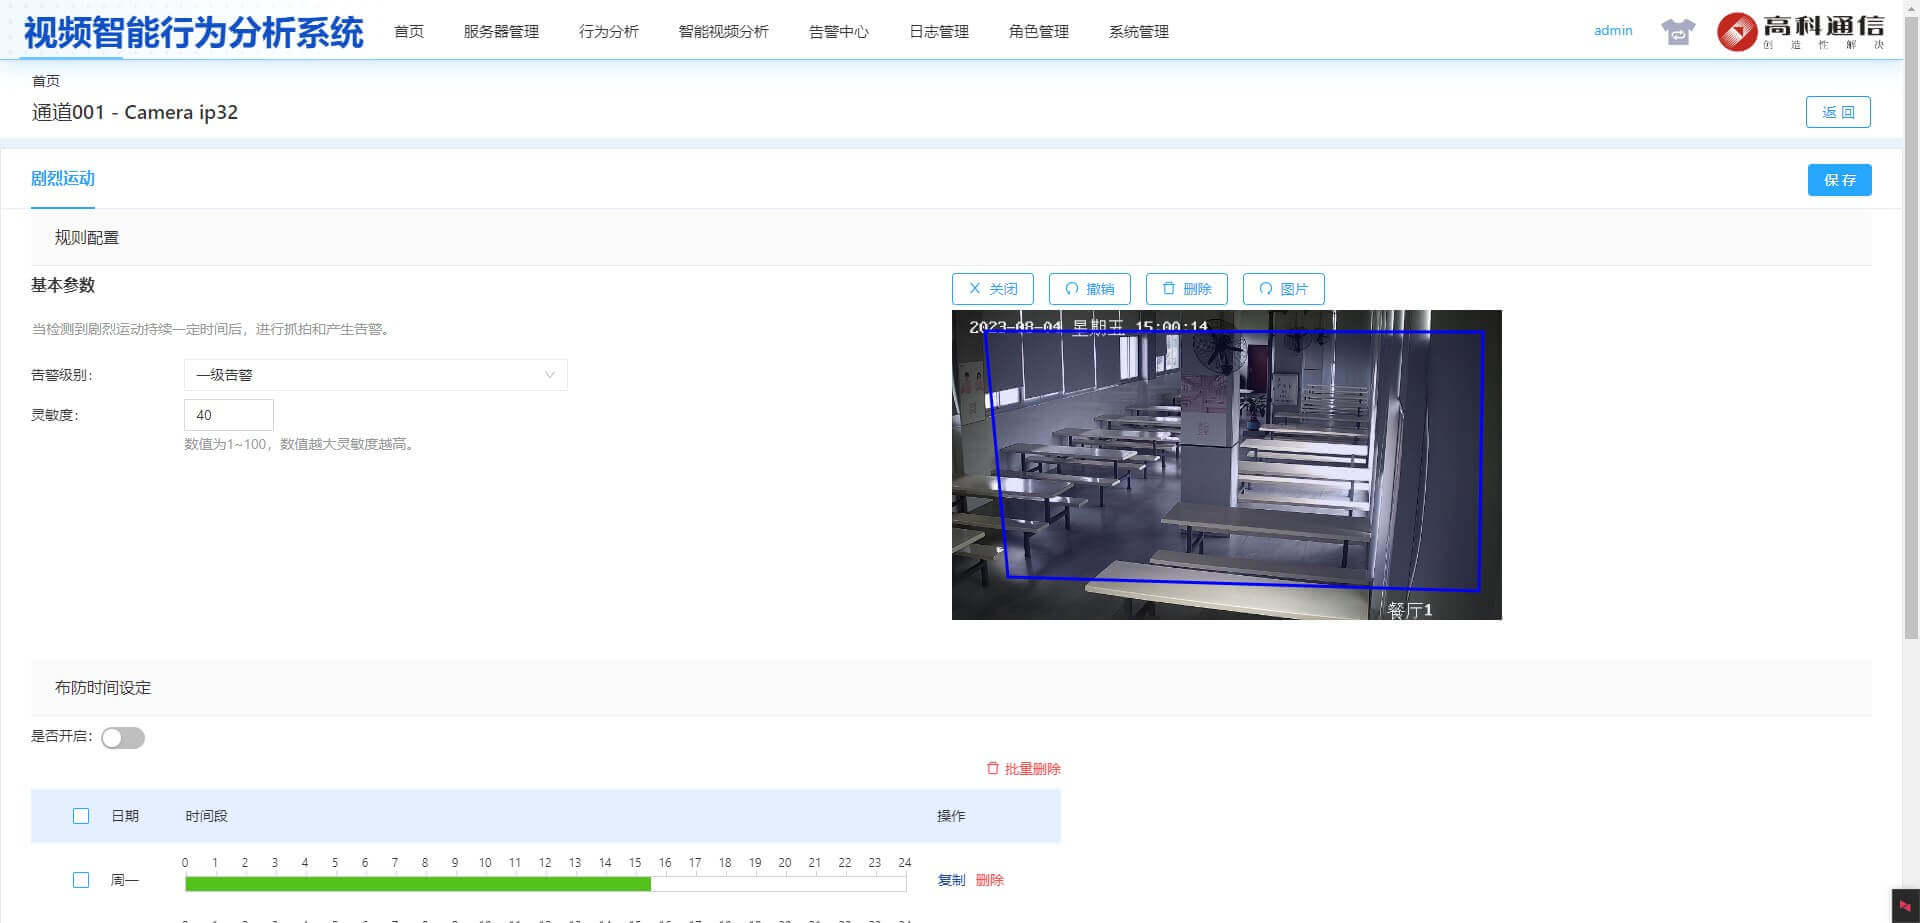 视频智能行为分析系统
首页 服务器管理 行为分析 智能视频分析 告警中心 日志管理 角色管理 系统管理
admin
高科通信
创造性解决
首页
通道001 - Camera ip32
返 回
剧烈运动
保 存
规则配置
基本参数
关闭 撤销 删除 图片
当检测到剧烈运动持续一定时间后，进行抓拍和产生告警。
2023-08-04 星期五 15:00:14
告警级别：
一级告警
灵敏度：
40
数值为1~100，数值越大灵敏度越高。
餐厅1
布防时间设定
是否开启：
批量删除
日期 时间段 操作
0 1 2 3 4 5 6 7 8 9 10 11 12 13 14 15 16 17 18 19 20 21 22 23 24
周一
复制 删除